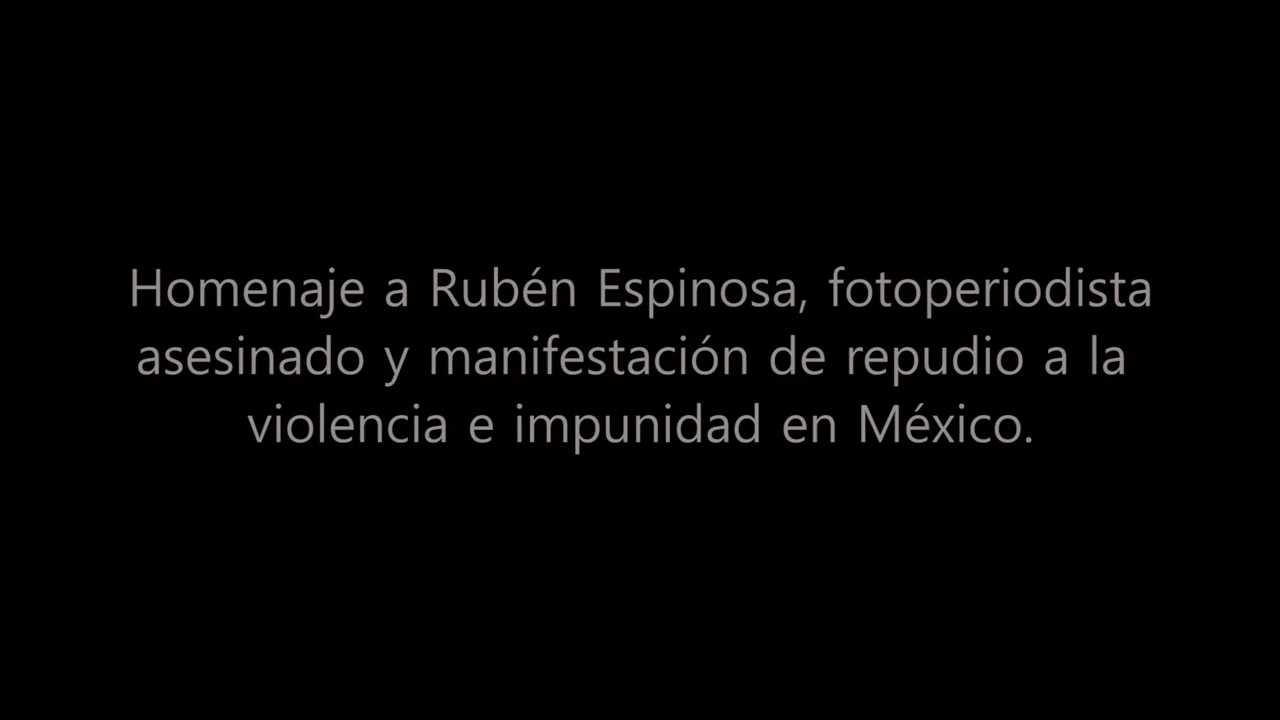 Homenaje a Rubén Espinosa, fotoperiodista
asesinado y manifestación de repudio a la
violencia e impunidad en México.